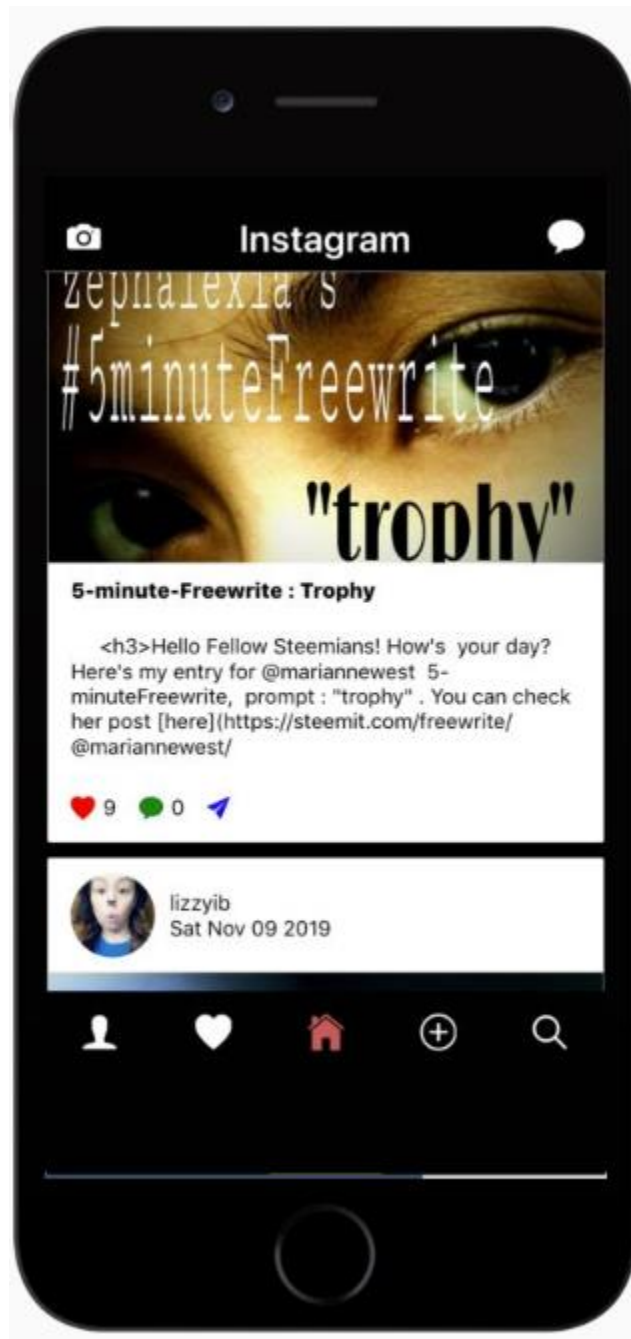 Instagram
zephalexia's
#5minuteFreewrite
"trophy"
5-minute-Freewrite : Trophy
<h3>Hello Fellow Steemians! How's your day?
Here's my entry for @mariannewest 5-
minuteFreewrite, prompt : "trophy" . You can check
her post [here](https://steemit.com/freewrite/
@mariannewest/
9 0
lizzyib
Sat Nov 09 2019